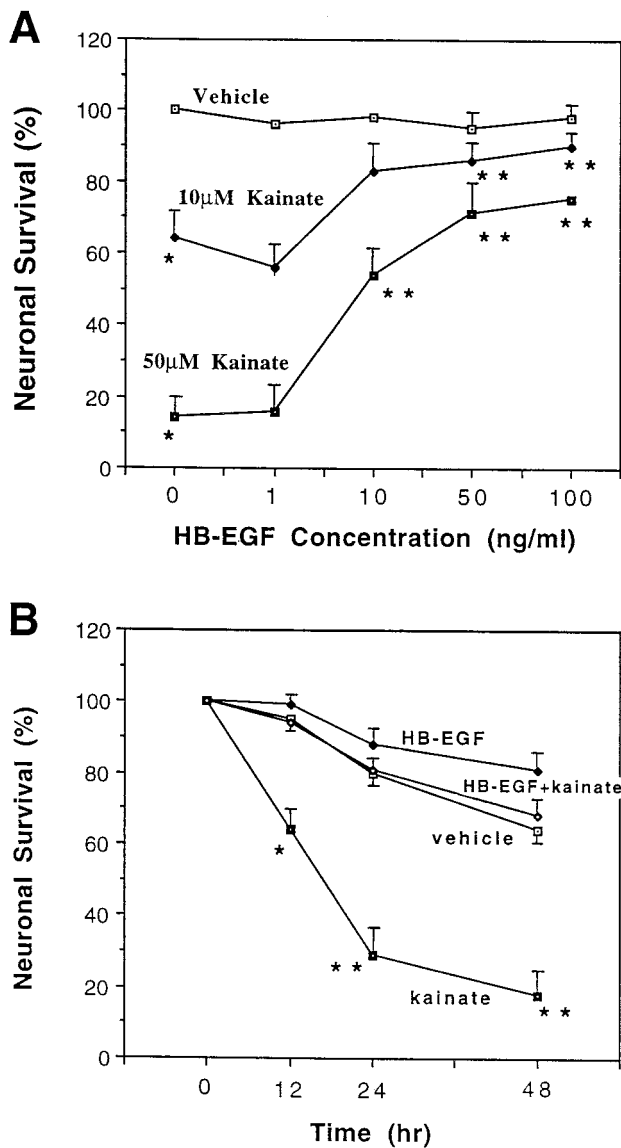 A
120
100
80
60
40
20
0
Neuronal Survival (%)
Vehicle
10μM Kainate
50μM Kainate
*
*
* *
* *
* *
* *
* *
0 1 10 50 100
HB-EGF Concentration (ng/ml)
B
120
100
80
60
40
20
0
Neuronal Survival (%)
HB-EGF
HB-EGF+kainate
vehicle
kainate
*
* *
* *
0 12 24 48
Time (hr)